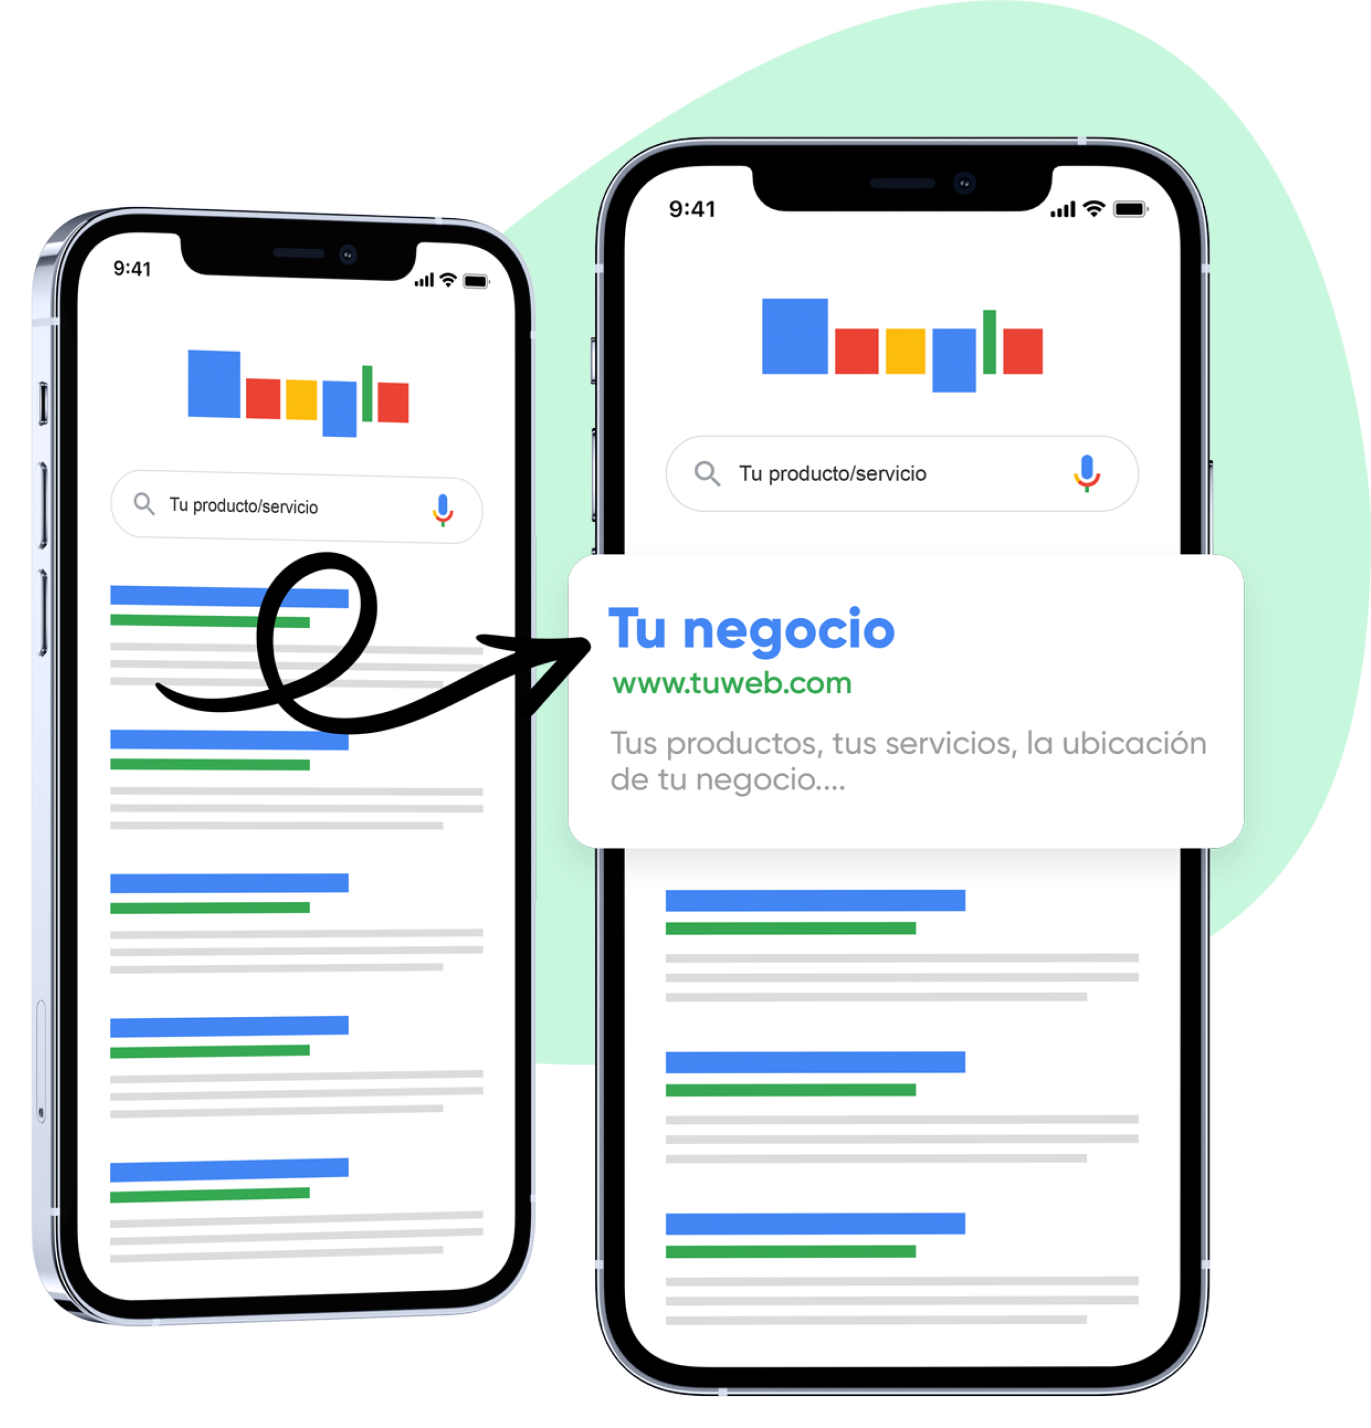 9:41
Tu producto/servicio
9:41
Tu producto/servicio
Tu negocio
www.tuweb.com
Tus productos, tus servicios, la ubicación
de tu negocio....